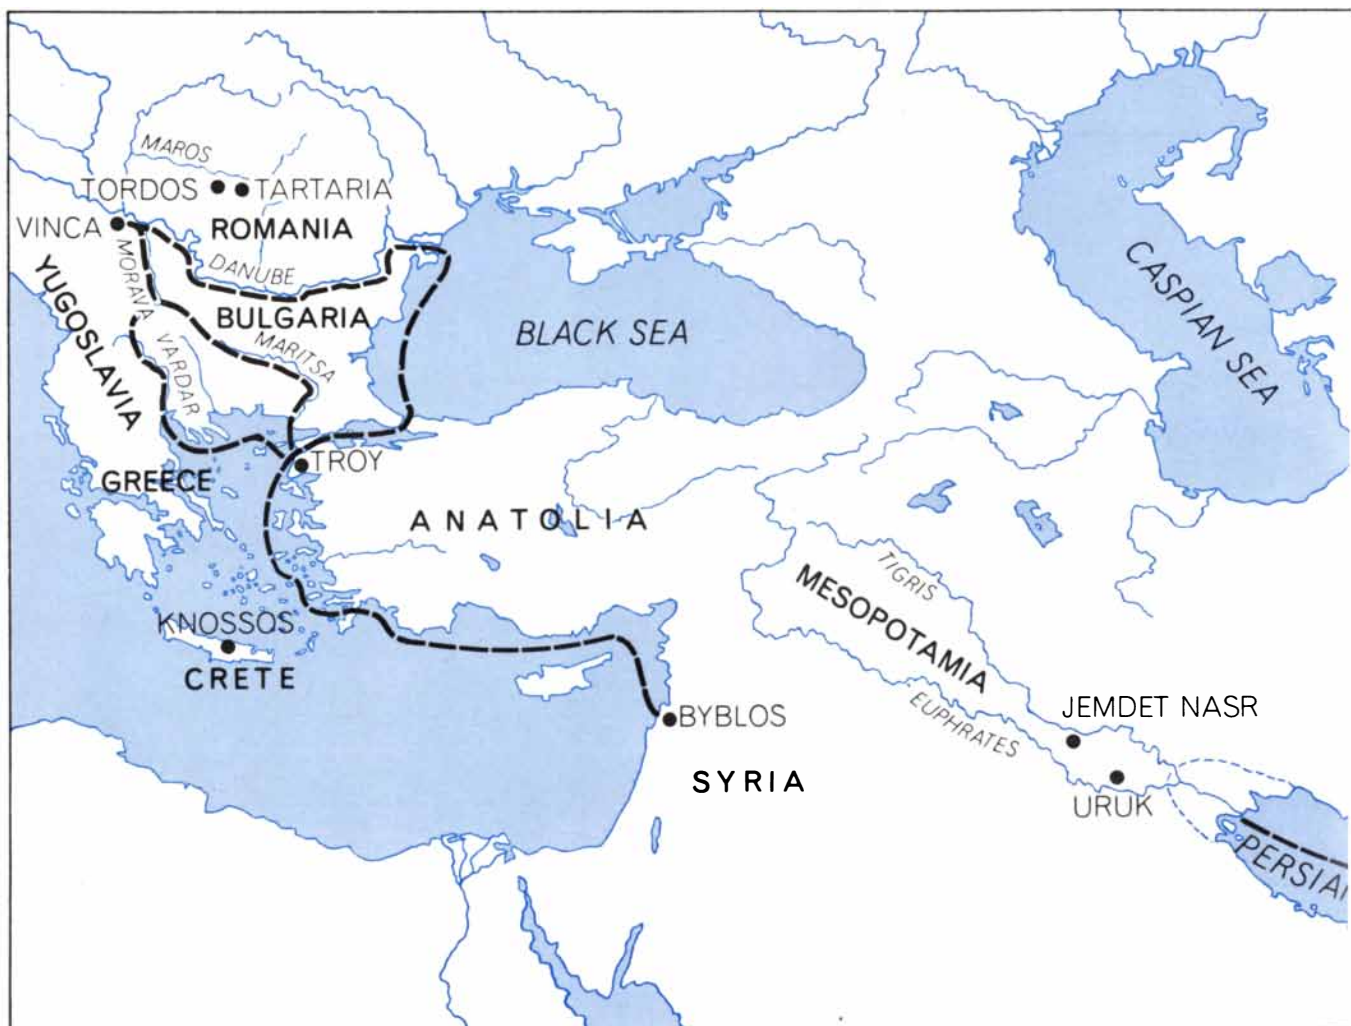 MAROS
TORDOS
TARTARIA
VINCA
ROMANIA
MORAVA
DANUBE
YUGOSLAVIA
BULGARIA
MARITSA
VARDAR
BLACK SEA
CASPIAN SEA
TROY
GREECE
ANATOLIA
TIGRIS
MESOPOTAMIA
KNOSSOS
CRETE
EUPHRATES
JEMDET NASR
BYBLOS
SYRIA
URUK
PERSIAN